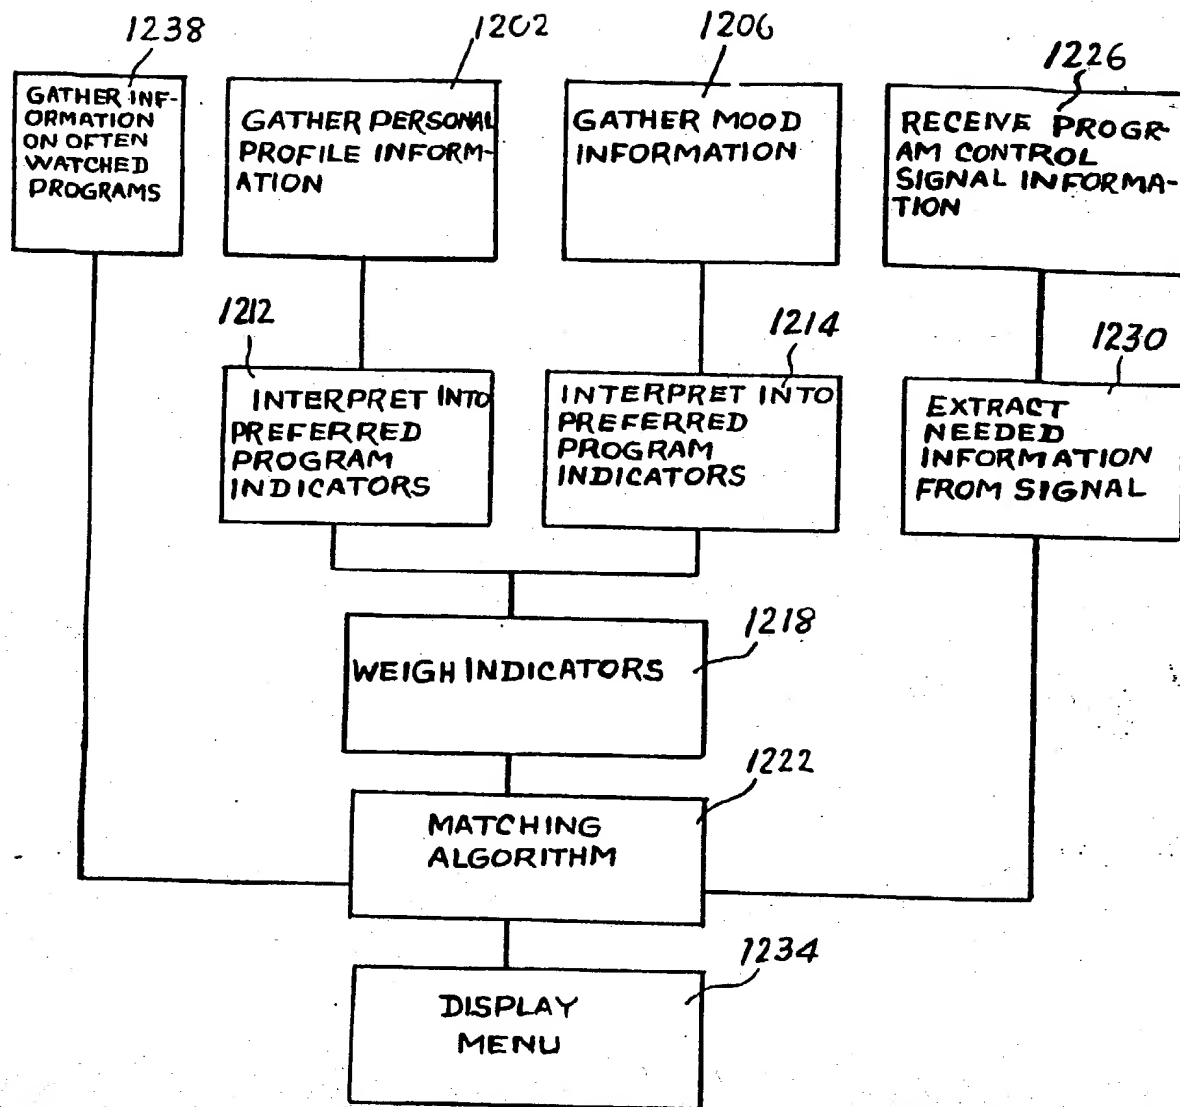 1238
1202
1206
1226
GATHER INF-
ORMATION
ON OFTEN
WATCHED
PROGRAMS
GATHER PERSONAL
PROFILE INFORM-
ATION
GATHER MOOD
INFORMATION
RECEIVE PROGR-
AM CONTROL
SIGNAL INFORMA-
TION
1212
1214
1230
INTERPRET INTO
PREFERRED
PROGRAM
INDICATORS
INTERPRET INTO
PREFERRED
PROGRAM
INDICATORS
EXTRACT
NEEDED
INFORMATION
FROM SIGNAL
1218
WEIGH INDICATORS
1222
MATCHING
ALGORITHM
1234
DISPLAY
MENU